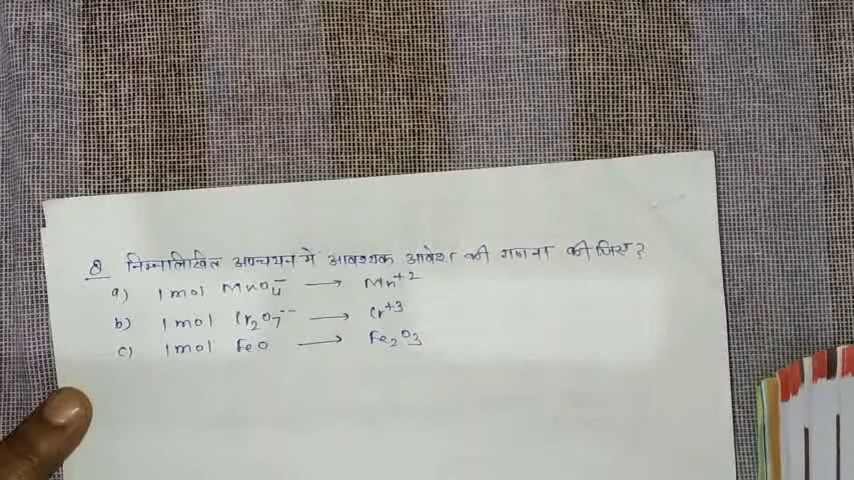 Q निम्नलिखित अपचयन मे आवश्यक आवेश की गणना कीजिए?
a) 1 mol MnO₄⁻ → Mn⁺²
b) 1 mol Cr₂O₇⁻⁻ → Cr⁺³
c) 1 mol FeO → Fe₂O₃